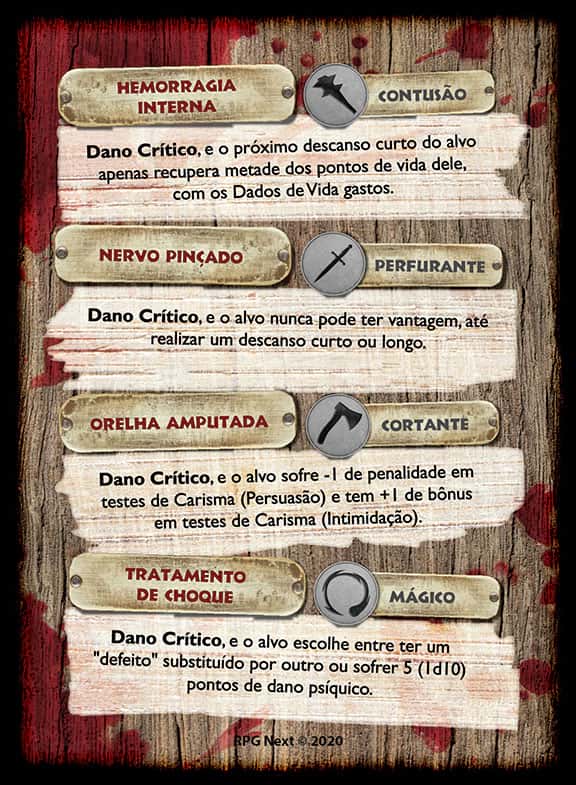 HEMORRAGIA
INTERNA
CONTUSÃO
Dano Crítico, e o próximo descanso curto do alvo
apenas recupera metade dos pontos de vida dele,
com os Dados de Vida gastos.
NERVO PINÇADO
PERFURANTE
Dano Crítico, e o alvo nunca pode ter vantagem, até
realizar um descanso curto ou longo.
ORELHA AMPUTADA
CORTANTE
Dano Crítico, e o alvo sofre -1 de penalidade em
testes de Carisma (Persuasão) e tem +1 de bônus
em testes de Carisma (Intimidação).
TRATAMENTO
DE CHOQUE
MÁGICO
Dano Crítico, e o alvo escolhe entre ter um
"defeito" substituído por outro ou sofrer 5 (1d10)
pontos de dano psíquico.
RPG Next © 2020